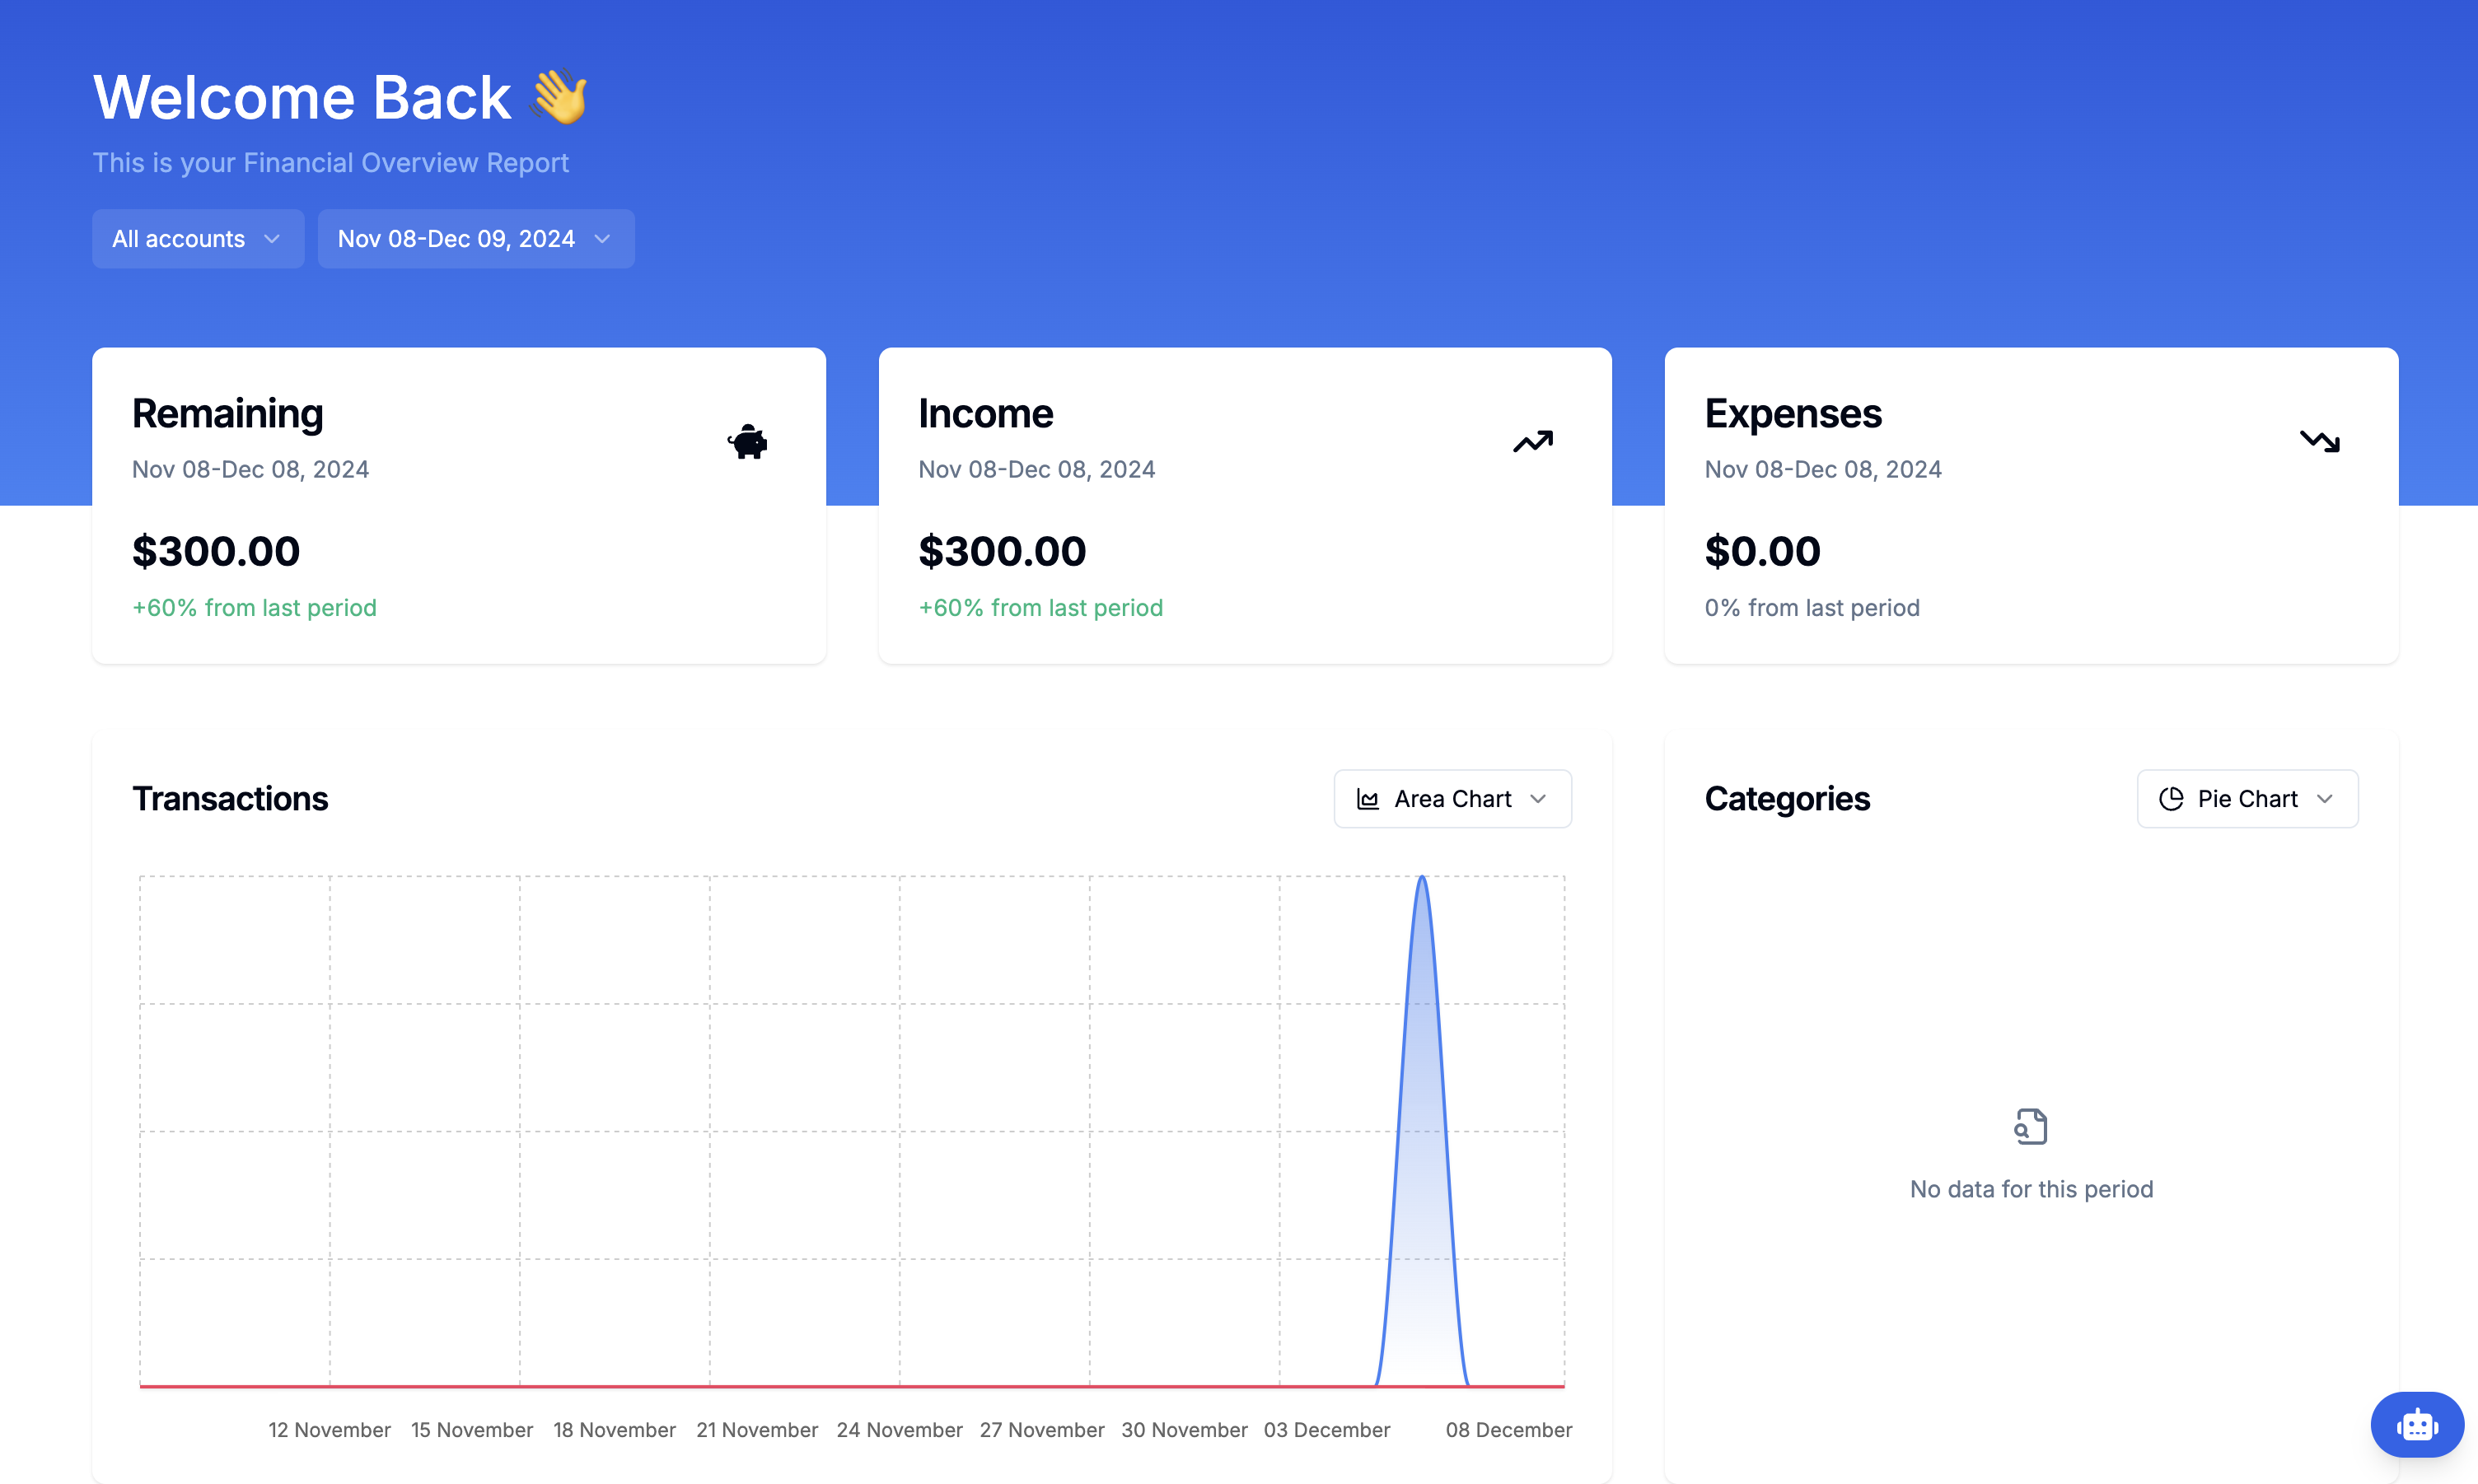 Welcome Back 👋
This is your Financial Overview Report
All accounts
Nov 08-Dec 09, 2024
Remaining
Nov 08-Dec 08, 2024
$300.00
+60% from last period
Income
Nov 08-Dec 08, 2024
$300.00
+60% from last period
Expenses
Nov 08-Dec 08, 2024
$0.00
0% from last period
Transactions
Area Chart
12 November
15 November
18 November
21 November
24 November
27 November
30 November
03 December
08 December
Categories
Pie Chart
No data for this period